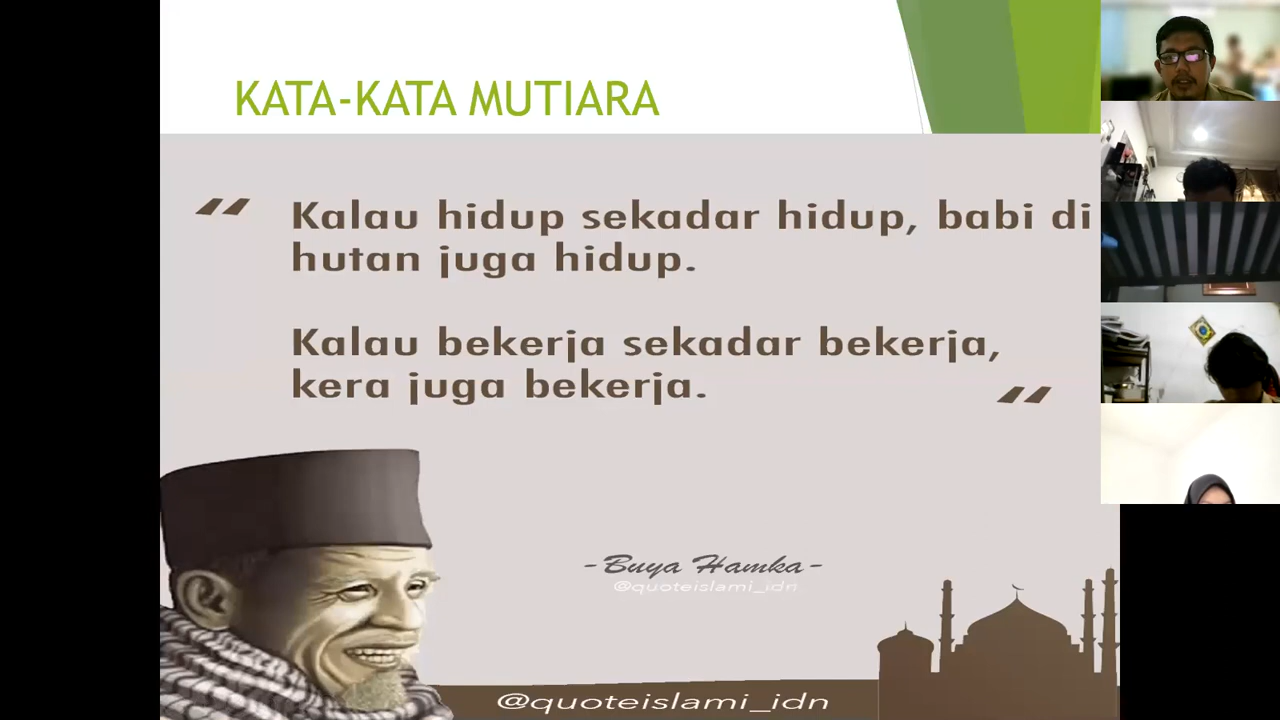 KATA-KATA MUTIARA
“ Kalau hidup sekadar hidup, babi di
hutan juga hidup.
Kalau bekerja sekadar bekerja,
kera juga bekerja. “
-Buya Hamka-
@quoteislami_idn
@quoteislami_idn